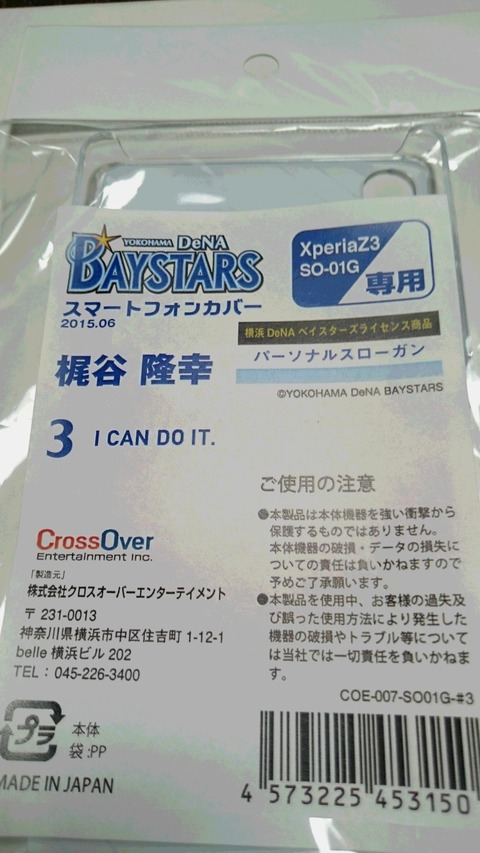 YOKOHAMA DeNA
BAYSTARS
スマートフォンカバー
2015.06
XperiaZ3
SO-01G
専用
横浜DeNAベイスターズライセンス商品
パーソナルスローガン
©YOKOHAMA DeNA BAYSTARS
梶谷 隆幸
3 I CAN DO IT.
ご使用の注意
●本製品は本体機器を強い衝撃から
保護するものではありません。
本体機器の破損・データの損失に
ついての責任は負いかねますので
予めご了承願います。
●本製品を使用中、お客様の過失及
び誤った使用方法により発生した
機器の破損やトラブル等について
は当社では一切責任を負いかねま
す。
CrossOver
Entertainment Inc.
「製造元」
株式会社クロスオーバーエンターテイメント
〒 231-0013
神奈川県横浜市中区住吉町 1-12-1
belle 横浜ビル 202
TEL : 045-226-3400
COE-007-SO01G-#3
プラ
本体
袋:PP
MADE IN JAPAN
4 573225 453150